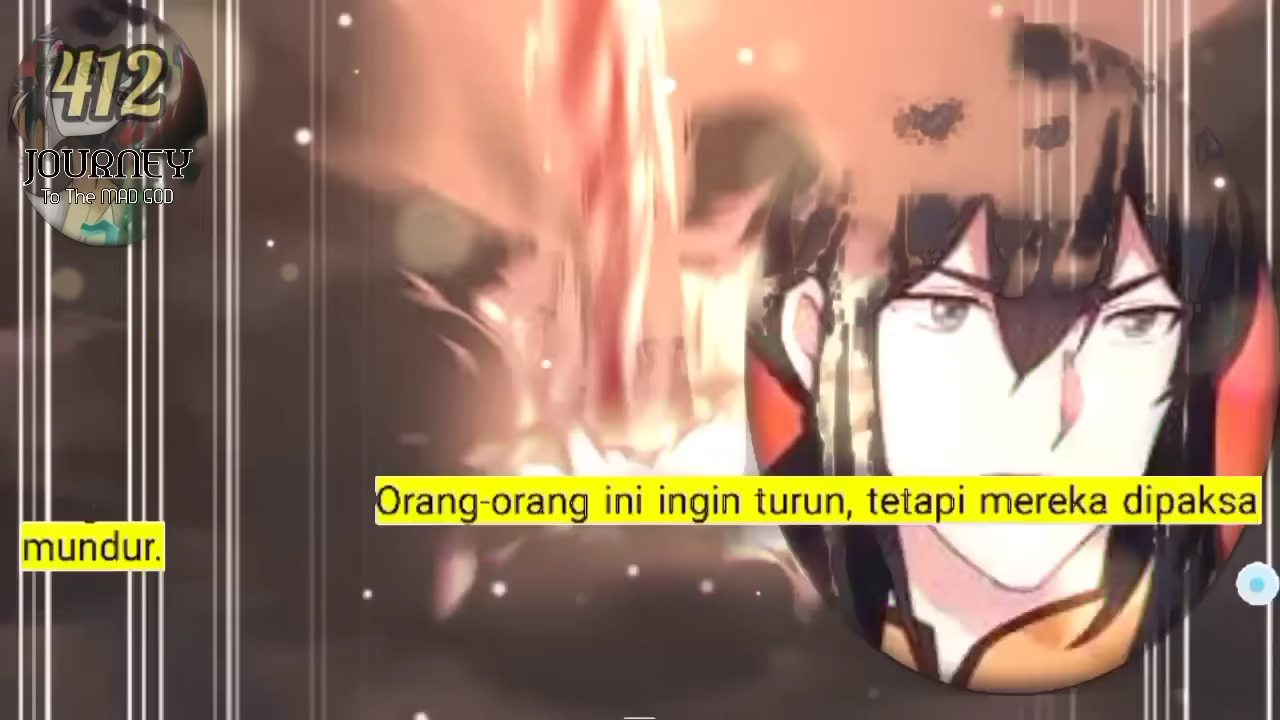 412
JOURNEY
To The MAD GOD
Orang-orang ini ingin turun, tetapi mereka dipaksa
mundur.